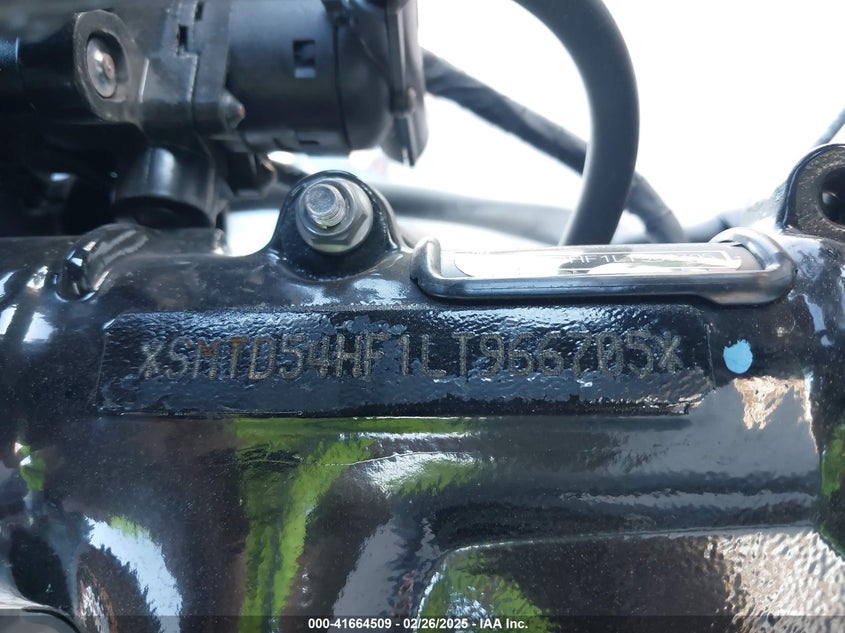 xSMTD54HF1LT966705x
000-41664509 | 02/26/2025 - IAA Inc.